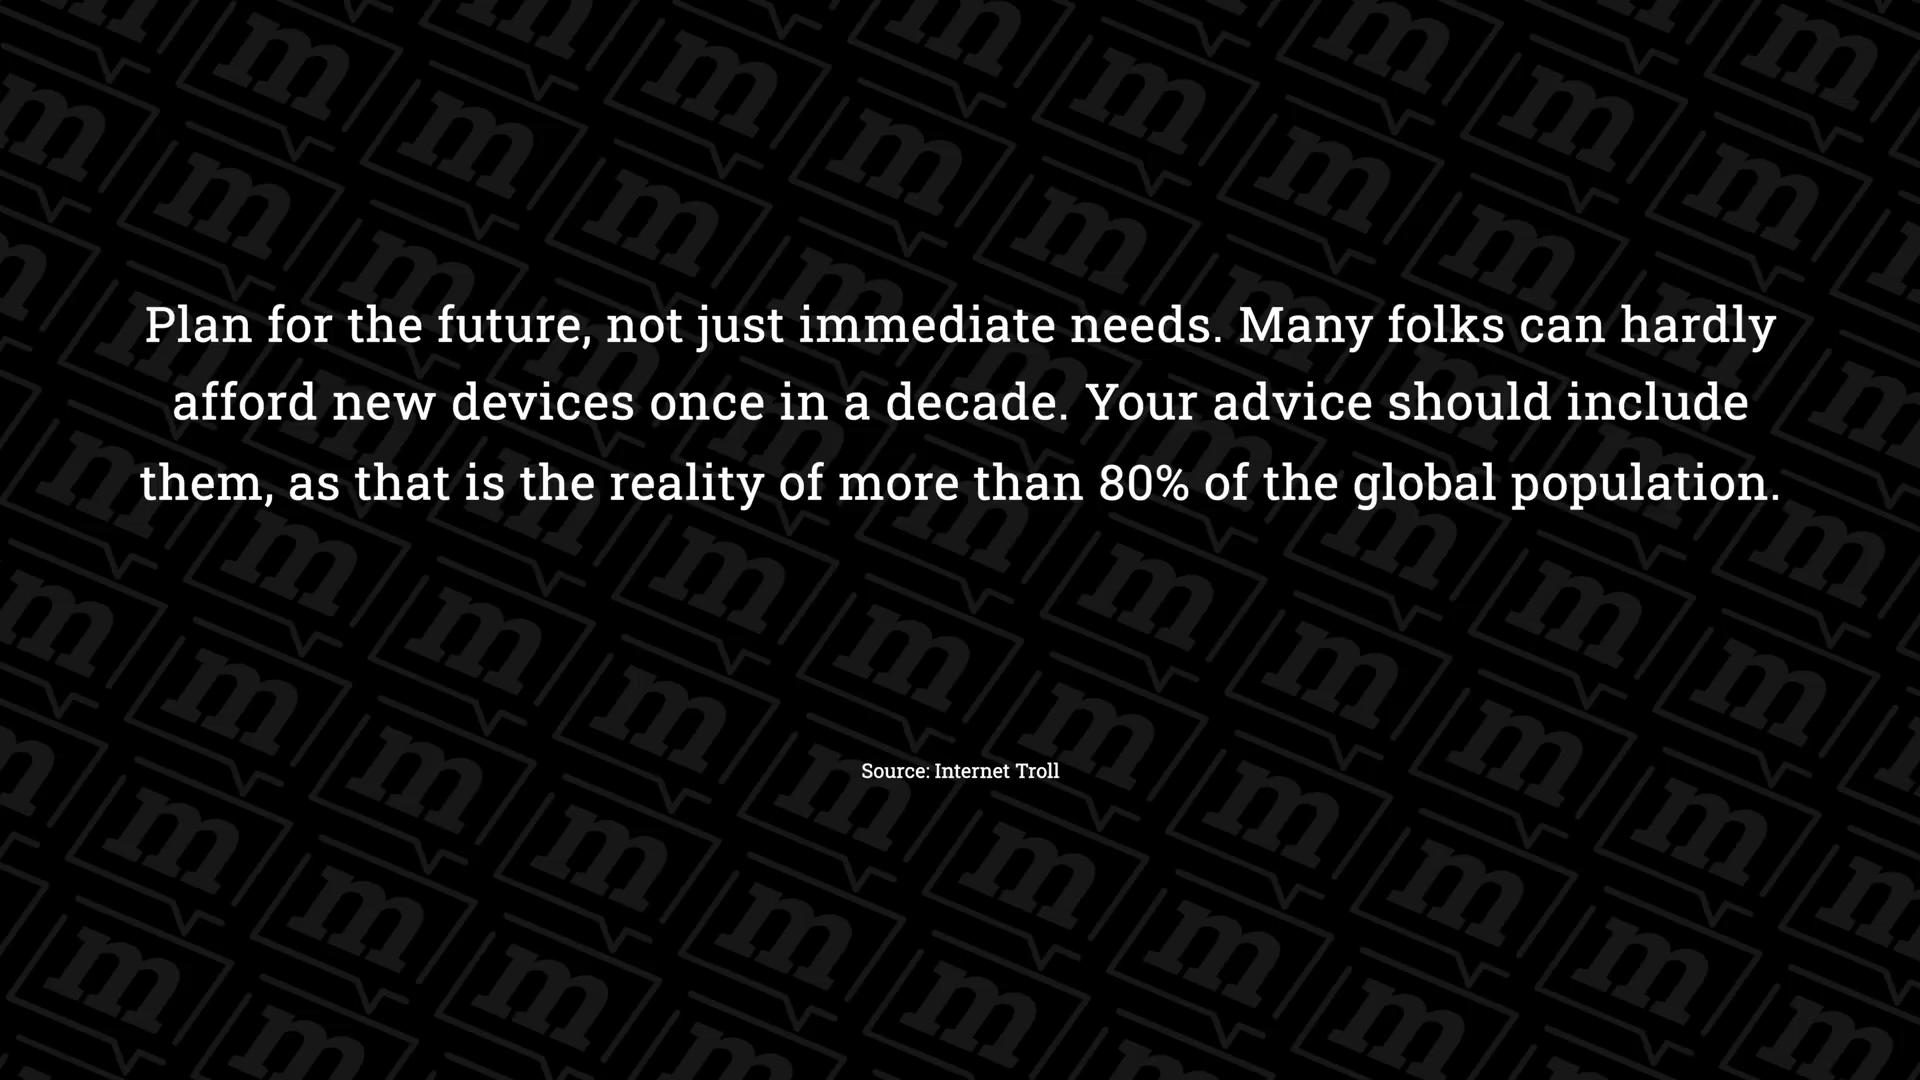 Plan for the future, not just immediate needs. Many folks can hardly
afford new devices once in a decade. Your advice should include
them, as that is the reality of more than 80% of the global population.
Source: Internet Troll